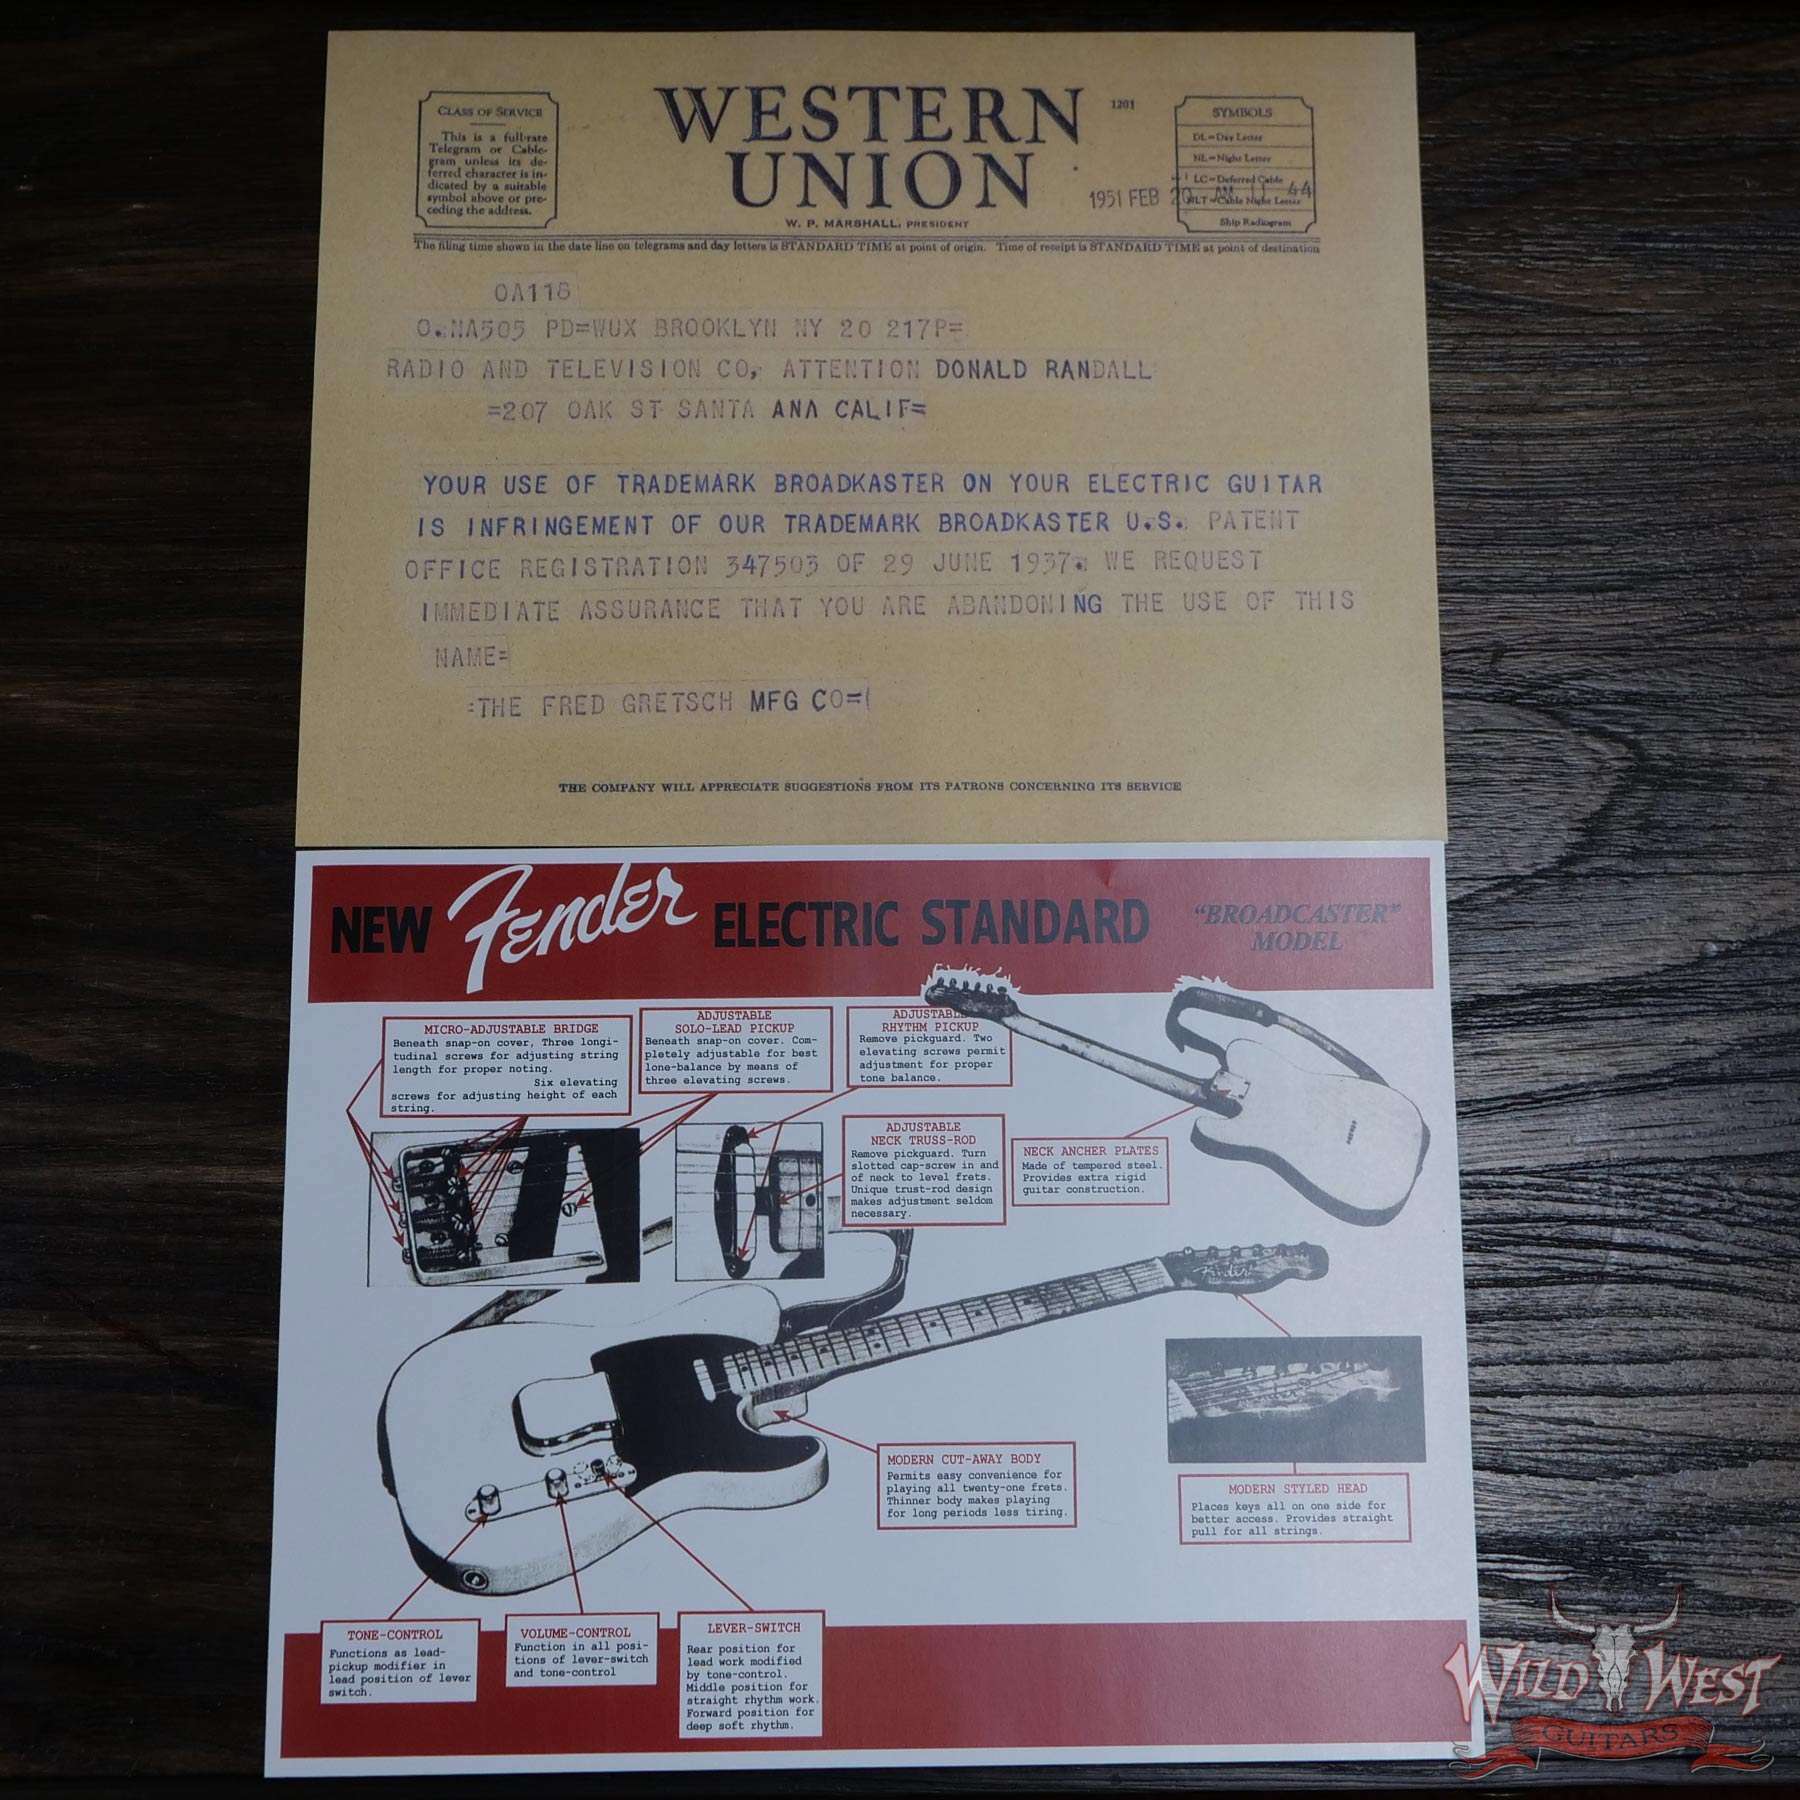 CLASS OF SERVICE
This is a full-rate
Telegram or Cable-
gram unless its de-
ferred character is in-
dicated by a suitable
symbol above or pre-
ceding the address.
WESTERN
UNION
W. P. MARSHALL, PRESIDENT
1201
SYMBOLS
DL=Day Letter
NL=Night Letter
LC=Deferred Cable
NLT=Cable Night Letter
Ship Radiogram
1951 FEB 20 AM 11 44
The filing time shown in the date line on telegrams and day letters is STANDARD TIME at point of origin. Time of receipt is STANDARD TIME at point of destination
OA118
O.NA505 PD=WUX BROOKLYN NY 20 217P=
RADIO AND TELEVISION CO, ATTENTION DONALD RANDALL
=207 OAK ST SANTA ANA CALIF=
YOUR USE OF TRADEMARK BROADKASTER ON YOUR ELECTRIC GUITAR
IS INFRINGEMENT OF OUR TRADEMARK BROADKASTER U.S. PATENT
OFFICE REGISTRATION 347503 OF 29 JUNE 1937. WE REQUEST
IMMEDIATE ASSURANCE THAT YOU ARE ABANDONING THE USE OF THIS
NAME=
=THE FRED GRETSCH MFG CO=(
THE COMPANY WILL APPRECIATE SUGGESTIONS FROM ITS PATRONS CONCERNING ITS SERVICE
NEW Fender ELECTRIC STANDARD
"BROADCASTER"
MODEL
MICRO-ADJUSTABLE BRIDGE
Beneath snap-on cover, Three longi-
tudinal screws for adjusting string
length for proper noting.
Six elevating
screws for adjusting height of each
string.
ADJUSTABLE
SOLO-LEAD PICKUP
Beneath snap-on cover. Com-
pletely adjustable for best
lone-balance by means of
three elevating screws.
ADJUSTABLE
RHYTHM PICKUP
Remove pickguard. Two
elevating screws permit
adjustment for proper
tone balance.
ADJUSTABLE
NECK TRUSS-ROD
Remove pickguard. Turn
slotted cap-screw in and
of neck to level frets.
Unique trust-rod design
makes adjustment seldom
necessary.
NECK ANCHER PLATES
Made of tempered steel.
Provides extra rigid
guitar construction.
Fender
MODERN CUT-AWAY BODY
Permits easy convenience for
playing all twenty-one frets.
Thinner body makes playing
for long periods less tiring.
MODERN STYLED HEAD
Places keys all on one side for
better access. Provides straight
pull for all strings.
TONE-CONTROL
Functions as lead-
pickup modifier in
lead position of lever
switch.
VOLUME-CONTROL
Function in all posi-
tions of lever-switch
and tone-control
LEVER-SWITCH
Rear position for
lead work modified
by tone-control.
Middle position for
straight rhythm work.
Forward position for
deep soft rhythm.
WILD WEST
GUITARS